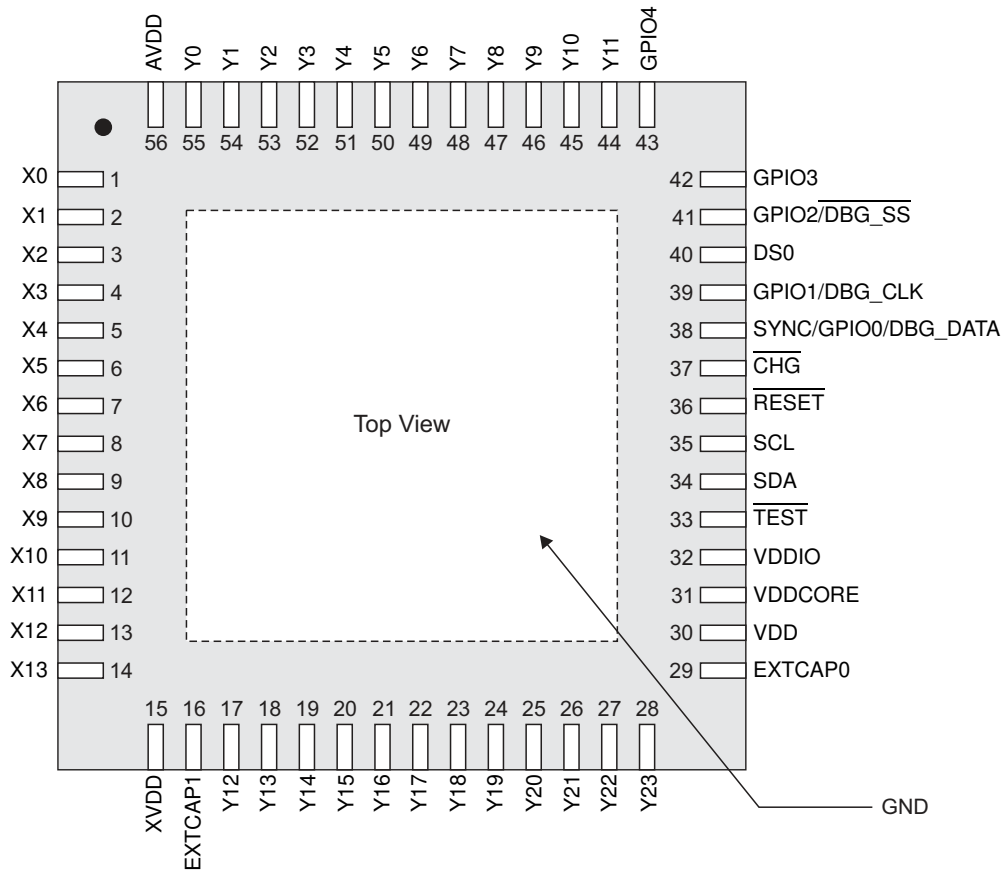 AVDD Y0 Y1 Y2 Y3 Y4 Y5 Y6 Y7 Y8 Y9 Y10 Y11 GPIO4
56 55 54 53 52 51 50 49 48 47 46 45 44 43
X0 1 42 GPIO3
X1 2 41 GPIO2/DBG_SS
X2 3 40 DS0
X3 4 39 GPIO1/DBG_CLK
X4 5 38 SYNC/GPIO0/DBG_DATA
X5 6 37 CHG
X6 7 36 RESET
Top View
X7 8 35 SCL
X8 9 34 SDA
X9 10 33 TEST
X10 11 32 VDDIO
X11 12 31 VDDCORE
X12 13 30 VDD
X13 14 29 EXTCAP0
15 16 17 18 19 20 21 22 23 24 25 26 27 28
XVDD EXTCAP1 Y12 Y13 Y14 Y15 Y16 Y17 Y18 Y19 Y20 Y21 Y22 Y23
GND